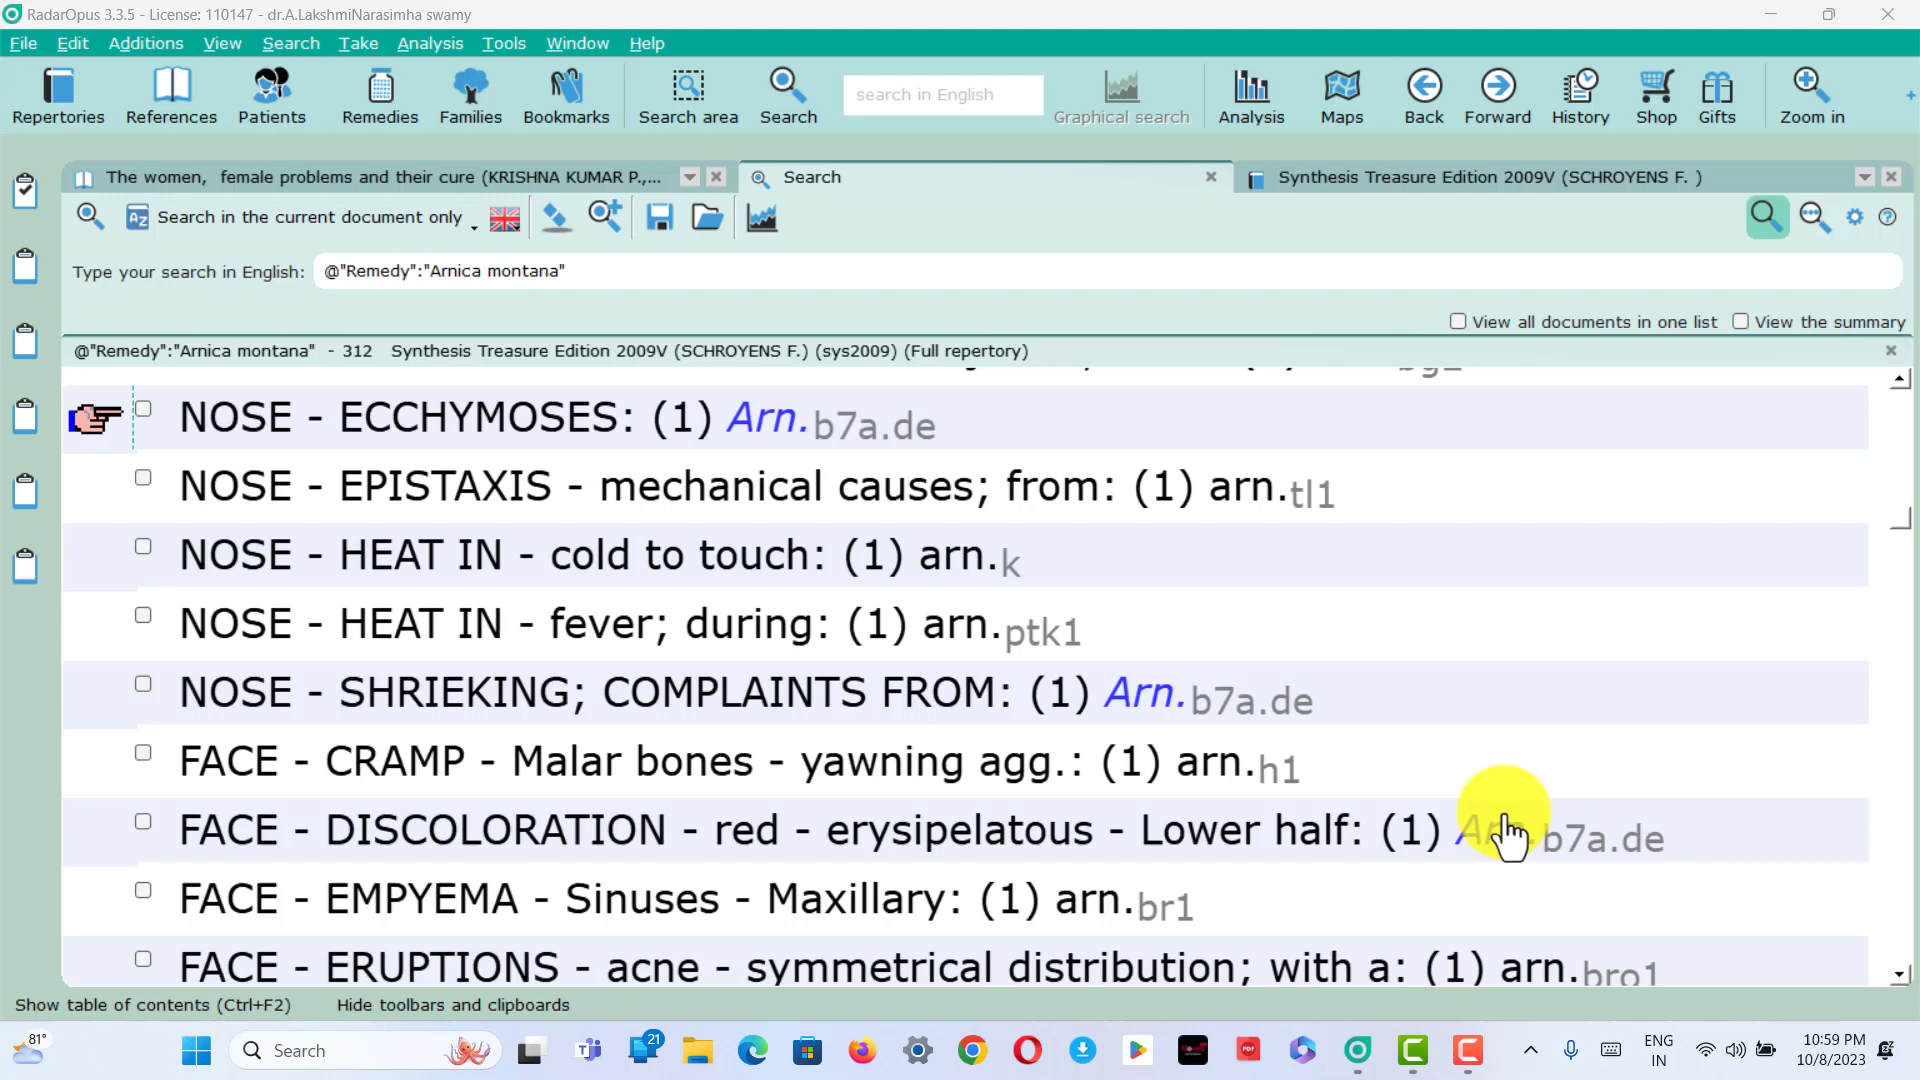 RadarOpus 3.3.5 - License: 110147 - dr.A.LakshmiNarasimha swamy
File Edit Additions View Search Take Analysis Tools Window Help
Repertories References Patients Remedies Families Bookmarks Search area Search search in English Graphical search Analysis Maps Back Forward History Shop Gifts Zoom in
The women, female problems and their cure (KRISHNA KUMAR P.,... Search Synthesis Treasure Edition 2009V (SCHROYENS F. )
Search in the current document only
Type your search in English: @"Remedy":"Arnica montana"
View all documents in one list View the summary
@"Remedy":"Arnica montana" - 312 Synthesis Treasure Edition 2009V (SCHROYENS F.) (sys2009) (Full repertory)
NOSE - ECCHYMOSES: (1) Arn.b7a.de
NOSE - EPISTAXIS - mechanical causes; from: (1) arn.tl1
NOSE - HEAT IN - cold to touch: (1) arn.k
NOSE - HEAT IN - fever; during: (1) arn.ptk1
NOSE - SHRIEKING; COMPLAINTS FROM: (1) Arn.b7a.de
FACE - CRAMP - Malar bones - yawning agg.: (1) arn.h1
FACE - DISCOLORATION - red - erysipelatous - Lower half: (1) Arn.b7a.de
FACE - EMPYEMA - Sinuses - Maxillary: (1) arn.br1
FACE - ERUPTIONS - acne - symmetrical distribution; with a: (1) arn.bro1
Show table of contents (Ctrl+F2) Hide toolbars and clipboards
81° Search 21 ENG 10:59 PM
IN 10/8/2023